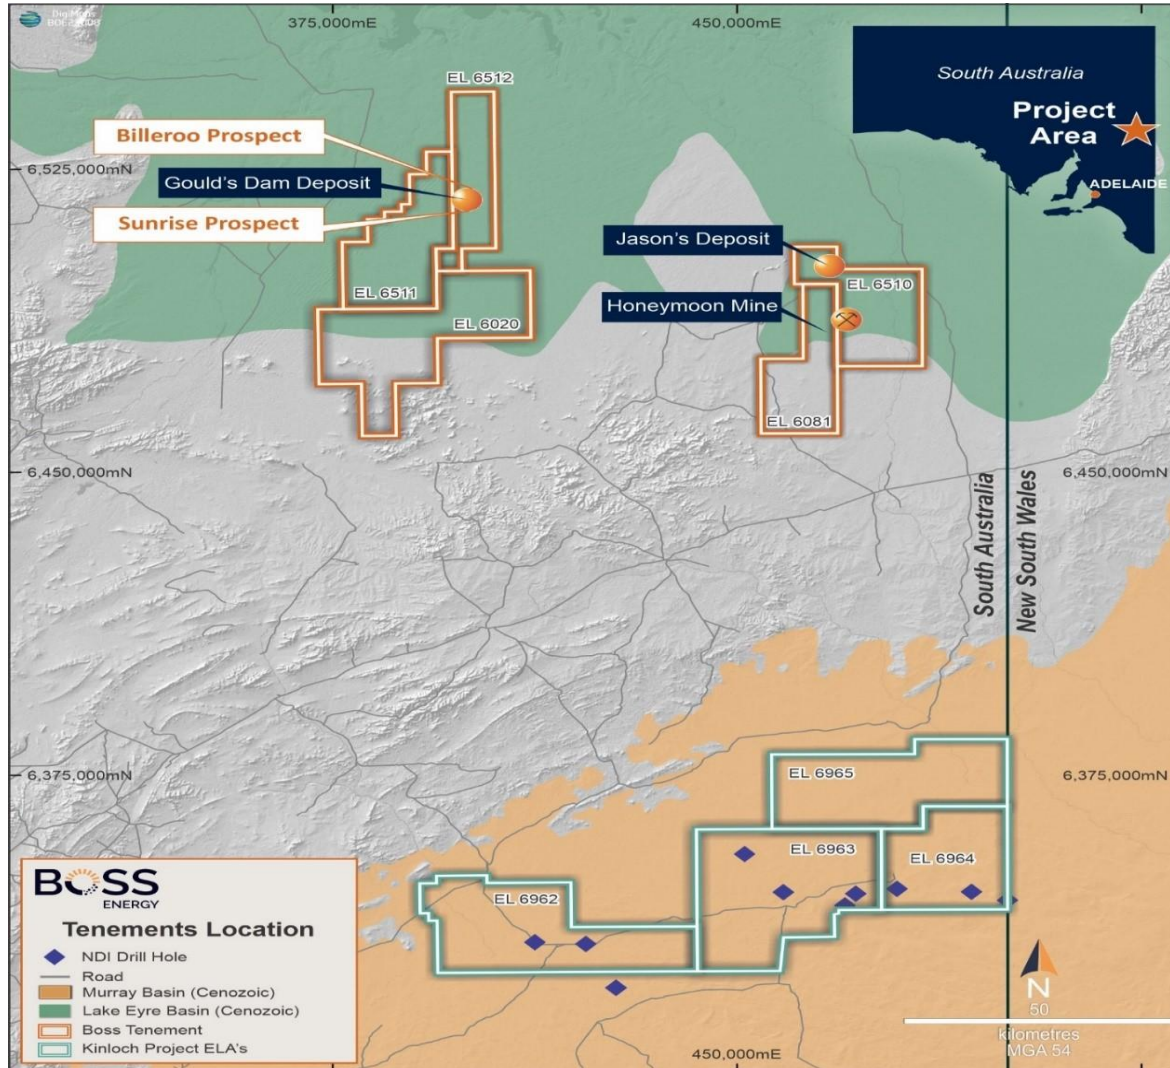 DigiMaps
375,000mE
450,000mE
South Australia
Project
Area
ADELAIDE
EL 6512
Billeroo Prospect
6,525,000mN
Gould's Dam Deposit
Sunrise Prospect
Jason's Deposit
EL 6511
EL 6510
Honeymoon Mine
EL 6020
EL 6081
6,450,000mN
6,450,000mN
South Australia
New South Wales
6,375,000mN
6,375,000mN
EL 6965
EL 6963
EL 6964
EL 6962
BOSS
ENERGY
Tenements Location
NDI Drill Hole
Road
Murray Basin (Cenozoic)
Lake Eyre Basin (Cenozoic)
Boss Tenement
Kinloch Project ELA's
N
50
kilometres
MGA 54
450,000mE